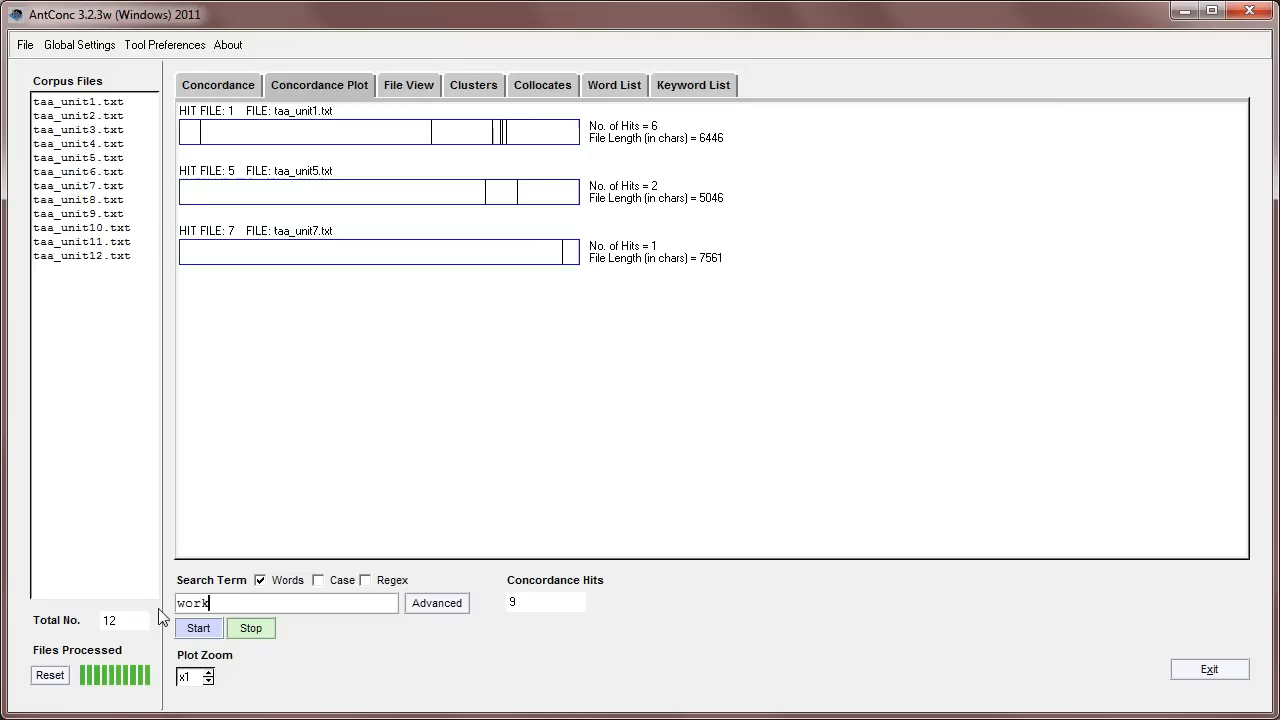 AntConc 3.2.3w (Windows) 2011
File Global Settings Tool Preferences About
Corpus Files
taa_unit1.txt
taa_unit2.txt
taa_unit3.txt
taa_unit4.txt
taa_unit5.txt
taa_unit6.txt
taa_unit7.txt
taa_unit8.txt
taa_unit9.txt
taa_unit10.txt
taa_unit11.txt
taa_unit12.txt
Total No. 12
Files Processed
Reset
Concordance Concordance Plot File View Clusters Collocates Word List Keyword List
HIT FILE: 1 FILE: taa_unit1.txt
No. of Hits = 6
File Length (in chars) = 6446
HIT FILE: 5 FILE: taa_unit5.txt
No. of Hits = 2
File Length (in chars) = 5046
HIT FILE: 7 FILE: taa_unit7.txt
No. of Hits = 1
File Length (in chars) = 7561
Search Term Words Case Regex
work
Advanced
Start Stop
Plot Zoom
x1
Concordance Hits
9
Exit